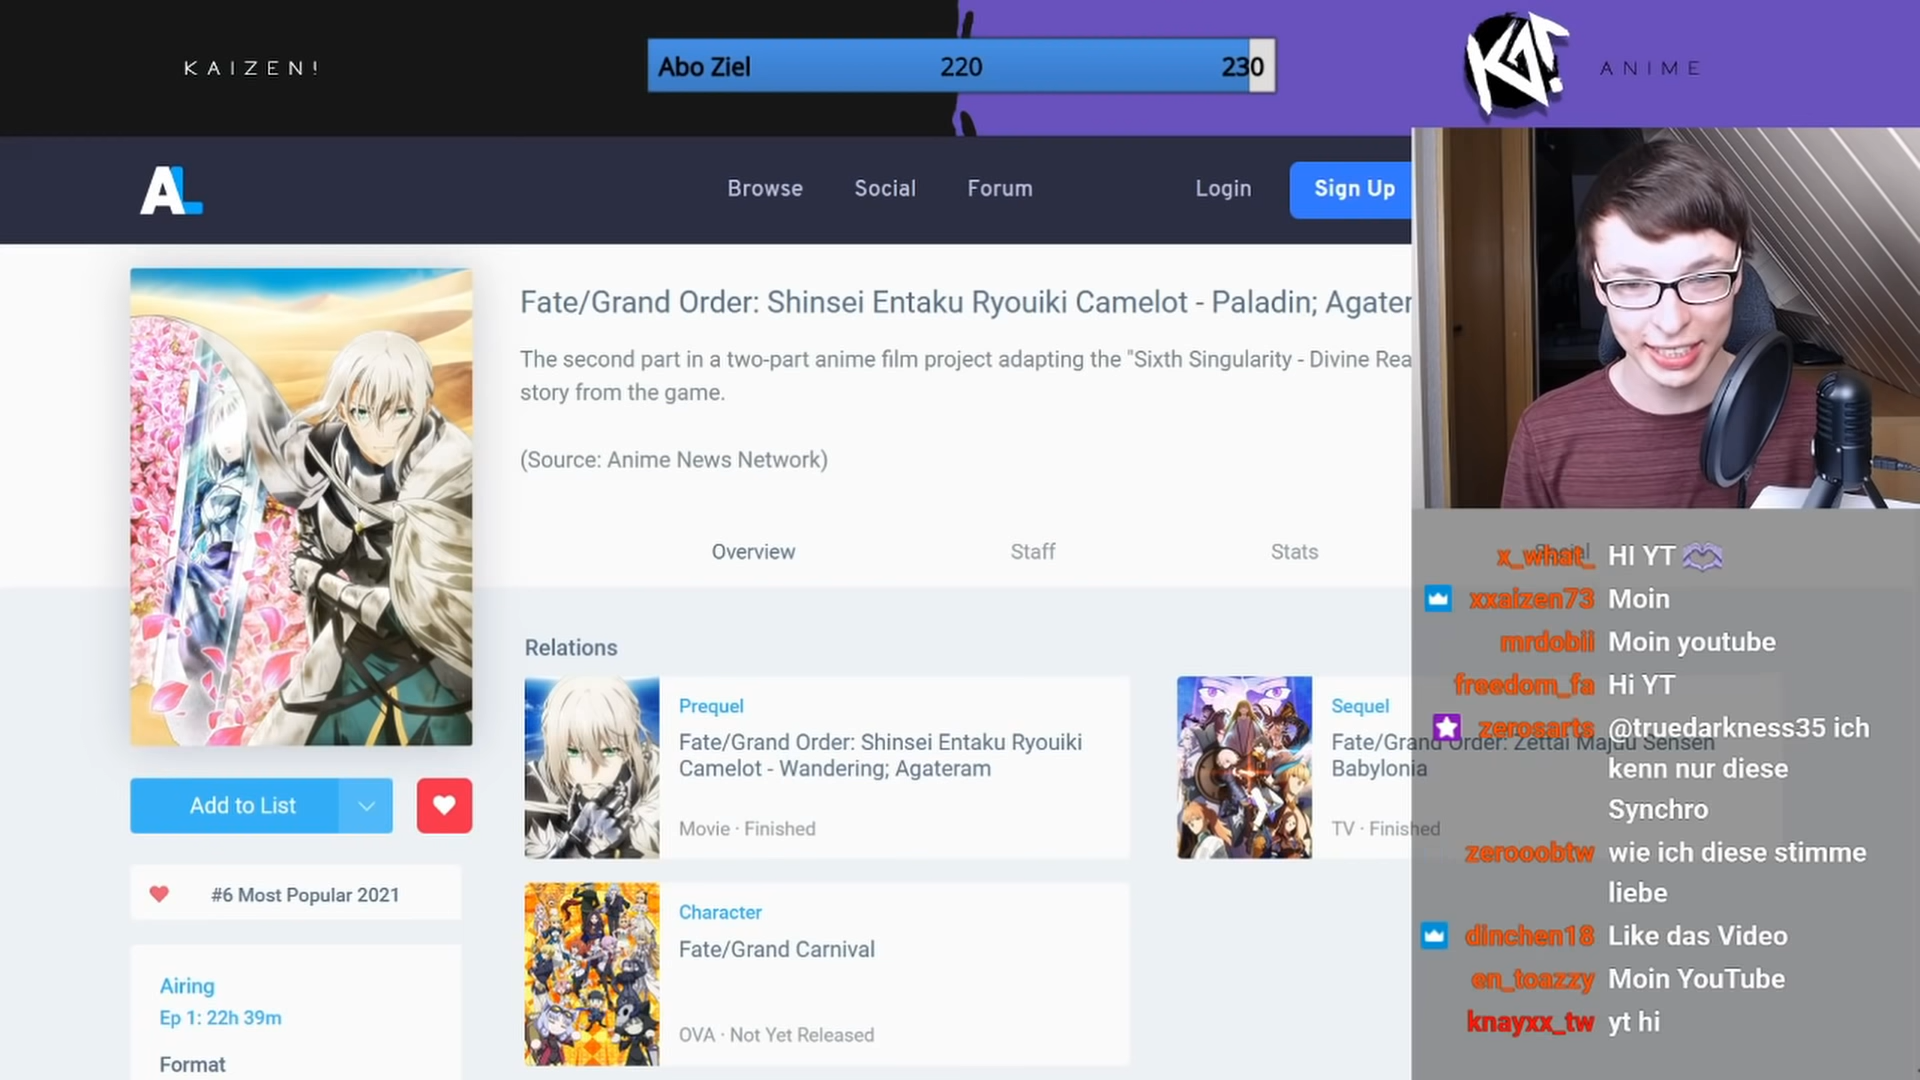 KAIZEN!
Abo Ziel 220 230
KA!
ANIME
AL
Browse Social Forum Login Sign Up
Fate/Grand Order: Shinsei Entaku Ryouiki Camelot - Paladin; Agater
The second part in a two-part anime film project adapting the "Sixth Singularity - Divine Rea
story from the game.
(Source: Anime News Network)
Overview Staff Stats
Relations
Prequel
Fate/Grand Order: Shinsei Entaku Ryouiki
Camelot - Wandering; Agateram
Movie · Finished
Sequel
Fate/Grand Order: Zettai Majuu Sensen
Babylonia
TV · Finished
Character
Fate/Grand Carnival
OVA · Not Yet Released
Add to List
#6 Most Popular 2021
Airing
Ep 1: 22h 39m
Format
x_what_ HI YT
xxaizen73 Moin
mrdobii Moin youtube
freedom_fa Hi YT
zerosarts @truedarkness35 ich
kenn nur diese
Synchro
zerooobtw wie ich diese stimme
liebe
dinchen18 Like das Video
en_toazzy Moin YouTube
knayxx_tw yt hi